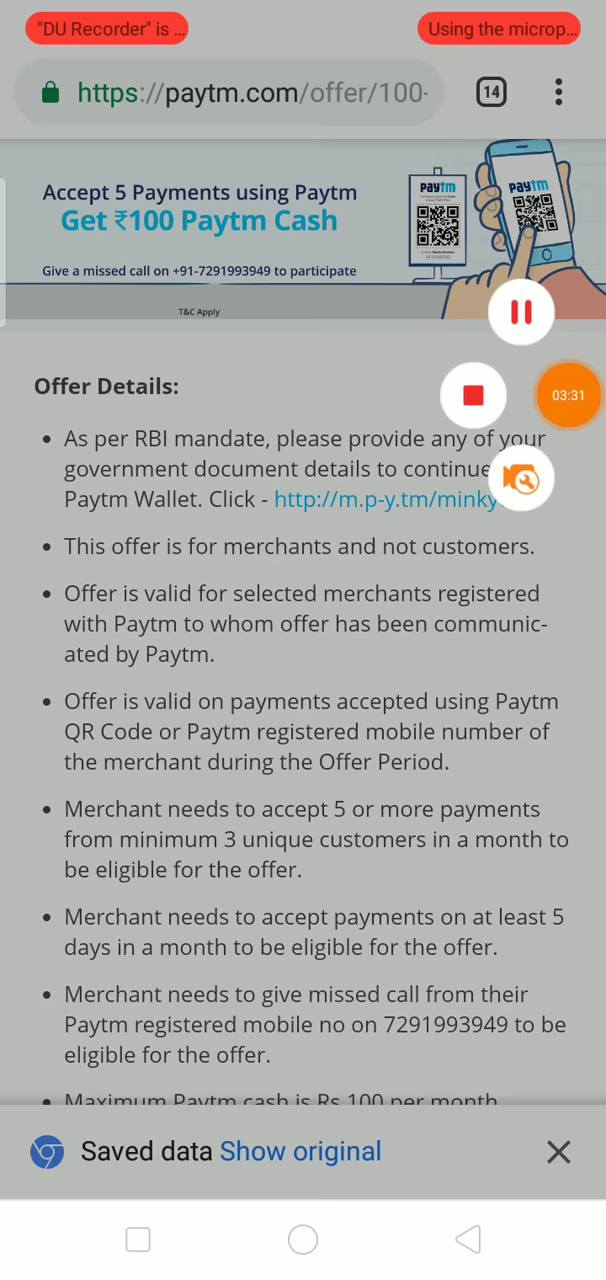 "DU Recorder" is ...
Using the microp...
https://paytm.com/offer/100-
14
Accept 5 Payments using Paytm
Get ₹100 Paytm Cash
Give a missed call on +91-7291993949 to participate
T&C Apply
paytm
paytm
03:31
Offer Details:
• As per RBI mandate, please provide any of your
government document details to continue
Paytm Wallet. Click - http://m.p-y.tm/minky
• This offer is for merchants and not customers.
• Offer is valid for selected merchants registered
with Paytm to whom offer has been communic-
ated by Paytm.
• Offer is valid on payments accepted using Paytm
QR Code or Paytm registered mobile number of
the merchant during the Offer Period.
• Merchant needs to accept 5 or more payments
from minimum 3 unique customers in a month to
be eligible for the offer.
• Merchant needs to accept payments on at least 5
days in a month to be eligible for the offer.
• Merchant needs to give missed call from their
Paytm registered mobile no on 7291993949 to be
eligible for the offer.
• Maximum Paytm cash is Rs 100 per month
Saved data Show original